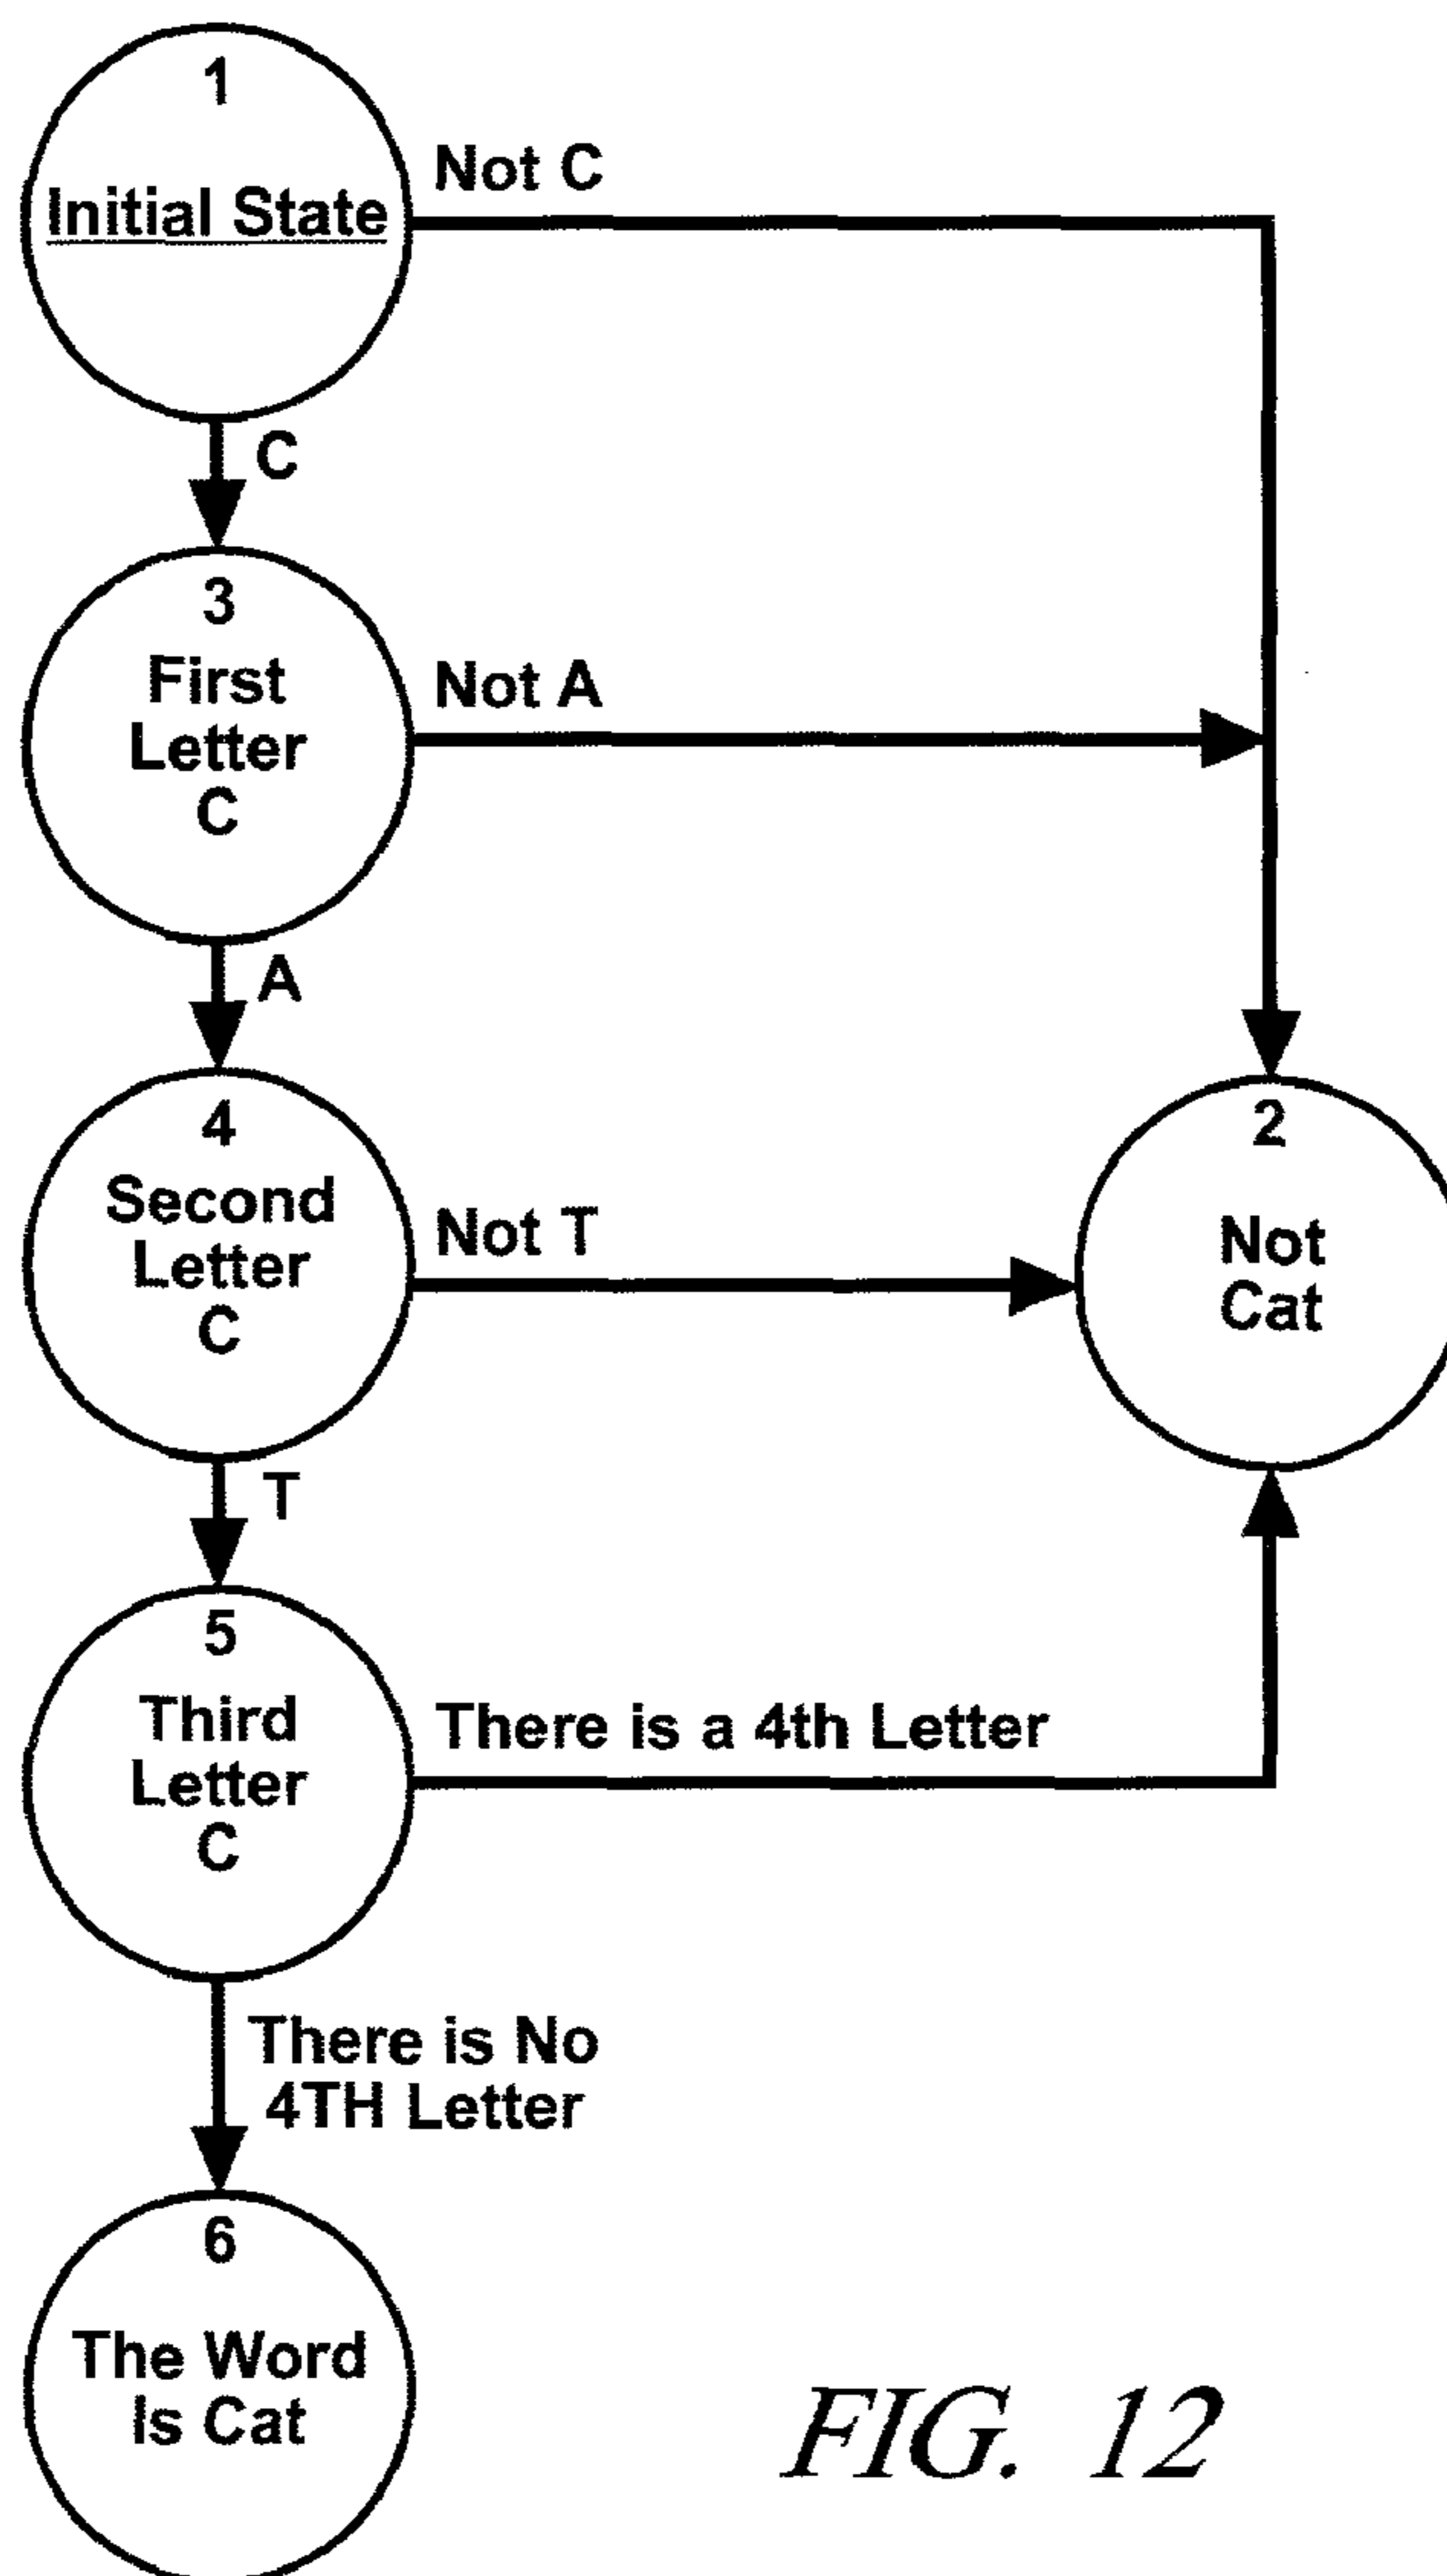 1
Initial State
Not C
C
3
First
Letter
C
Not A
A
4
Second
Letter
C
Not T
2
Not
Cat
T
5
Third
Letter
C
There is a 4th Letter
There is No
4TH Letter
6
The Word
Is Cat
FIG. 12